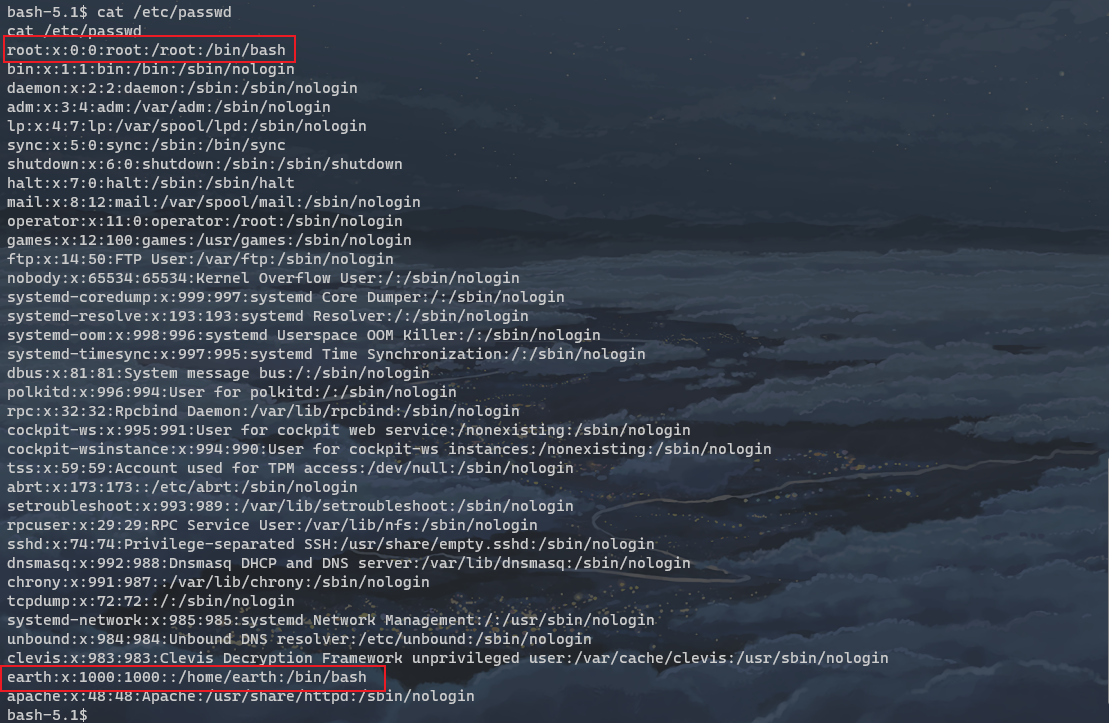 bash-5.1$ cat /etc/passwd
cat /etc/passwd
root:x:0:0:root:/root:/bin/bash
bin:x:1:1:bin:/bin:/sbin/nologin
daemon:x:2:2:daemon:/sbin:/sbin/nologin
adm:x:3:4:adm:/var/adm:/sbin/nologin
lp:x:4:7:lp:/var/spool/lpd:/sbin/nologin
sync:x:5:0:sync:/sbin:/bin/sync
shutdown:x:6:0:shutdown:/sbin:/sbin/shutdown
halt:x:7:0:halt:/sbin:/sbin/halt
mail:x:8:12:mail:/var/spool/mail:/sbin/nologin
operator:x:11:0:operator:/root:/sbin/nologin
games:x:12:100:games:/usr/games:/sbin/nologin
ftp:x:14:50:FTP User:/var/ftp:/sbin/nologin
nobody:x:65534:65534:Kernel Overflow User:/:/sbin/nologin
systemd-coredump:x:999:997:systemd Core Dumper:/:/sbin/nologin
systemd-resolve:x:193:193:systemd Resolver:/:/sbin/nologin
systemd-oom:x:998:996:systemd Userspace OOM Killer:/:/sbin/nologin
systemd-timesync:x:997:995:systemd Time Synchronization:/:/sbin/nologin
dbus:x:81:81:System message bus:/:/sbin/nologin
polkitd:x:996:994:User for polkitd:/:/sbin/nologin
rpc:x:32:32:Rpcbind Daemon:/var/lib/rpcbind:/sbin/nologin
cockpit-ws:x:995:991:User for cockpit web service:/nonexisting:/sbin/nologin
cockpit-wsinstance:x:994:990:User for cockpit-ws instances:/nonexisting:/sbin/nologin
tss:x:59:59:Account used for TPM access:/dev/null:/sbin/nologin
abrt:x:173:173::/etc/abrt:/sbin/nologin
setroubleshoot:x:993:989::/var/lib/setroubleshoot:/sbin/nologin
rpcuser:x:29:29:RPC Service User:/var/lib/nfs:/sbin/nologin
sshd:x:74:74:Privilege-separated SSH:/usr/share/empty.sshd:/sbin/nologin
dnsmasq:x:992:988:Dnsmasq DHCP and DNS server:/var/lib/dnsmasq:/sbin/nologin
chrony:x:991:987::/var/lib/chrony:/sbin/nologin
tcpdump:x:72:72::/:/sbin/nologin
systemd-network:x:985:985:systemd Network Management:/:/usr/sbin/nologin
unbound:x:984:984:Unbound DNS resolver:/etc/unbound:/sbin/nologin
clevis:x:983:983:Clevis Decryption Framework unprivileged user:/var/cache/clevis:/usr/sbin/nologin
earth:x:1000:1000::/home/earth:/bin/bash
apache:x:48:48:Apache:/usr/share/httpd:/sbin/nologin
bash-5.1$